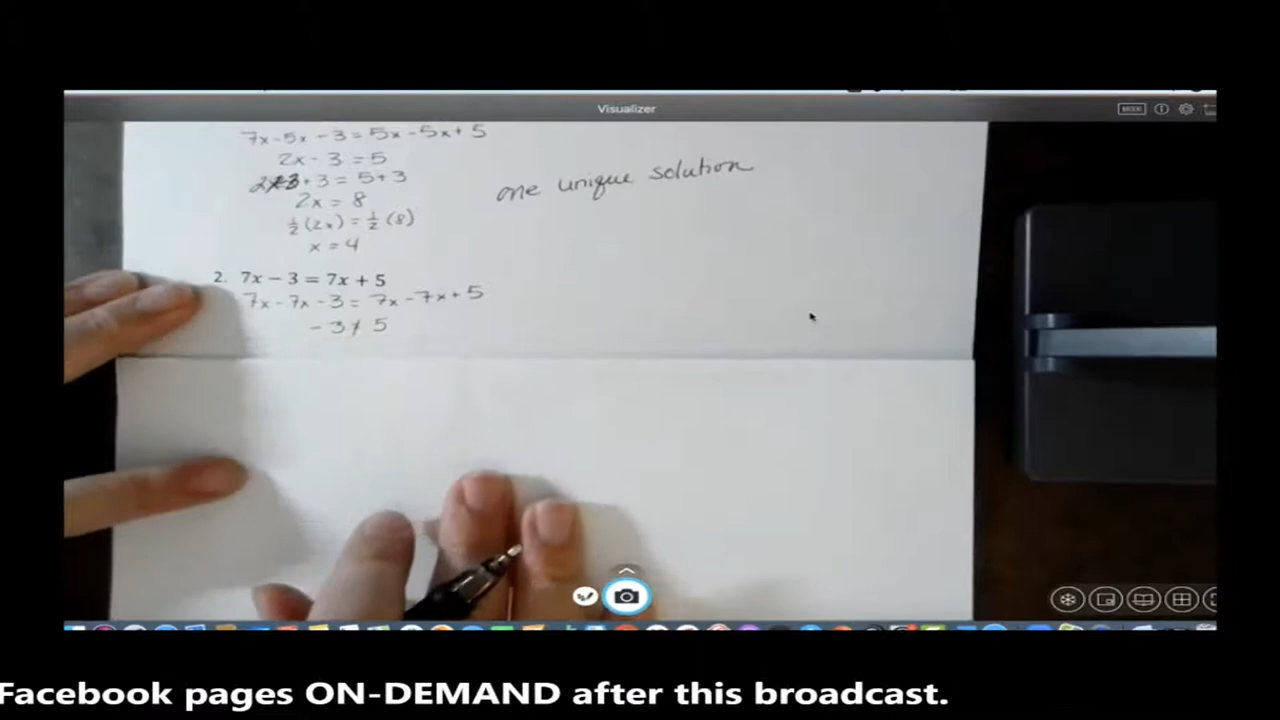 Visualizer
MODE
7x-5x-3=5x-5x+5
2x-3=5
+3=5+3
2x=8
½(2x)=½(8)
x=4
one unique solution
2. 7x-3=7x+5
7x-7x-3=7x-7x+5
-3≠5
Facebook pages ON-DEMAND after this broadcast.